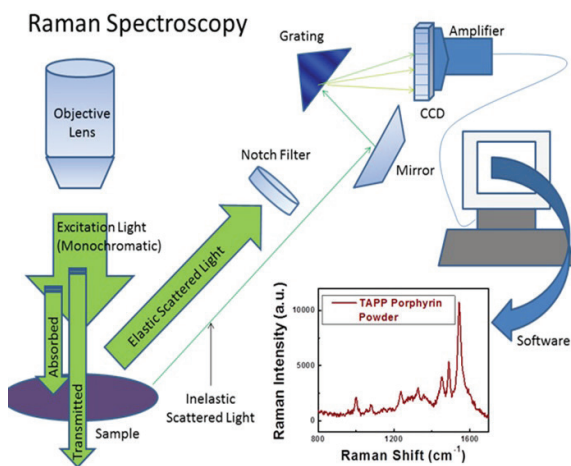 Raman Spectroscopy
Objective
Lens
Excitation Light
(Monochromatic)
Absorbed
Transmitted
Sample
Elastic Scattered Light
Inelastic
Scattered Light
Notch Filter
Grating
Mirror
CCD
Amplifier
Software
TAPP Porphyrin
Powder
Raman Intensity (a.u.)
10000
5000
0
800
1200
1600
Raman Shift (cm⁻¹)